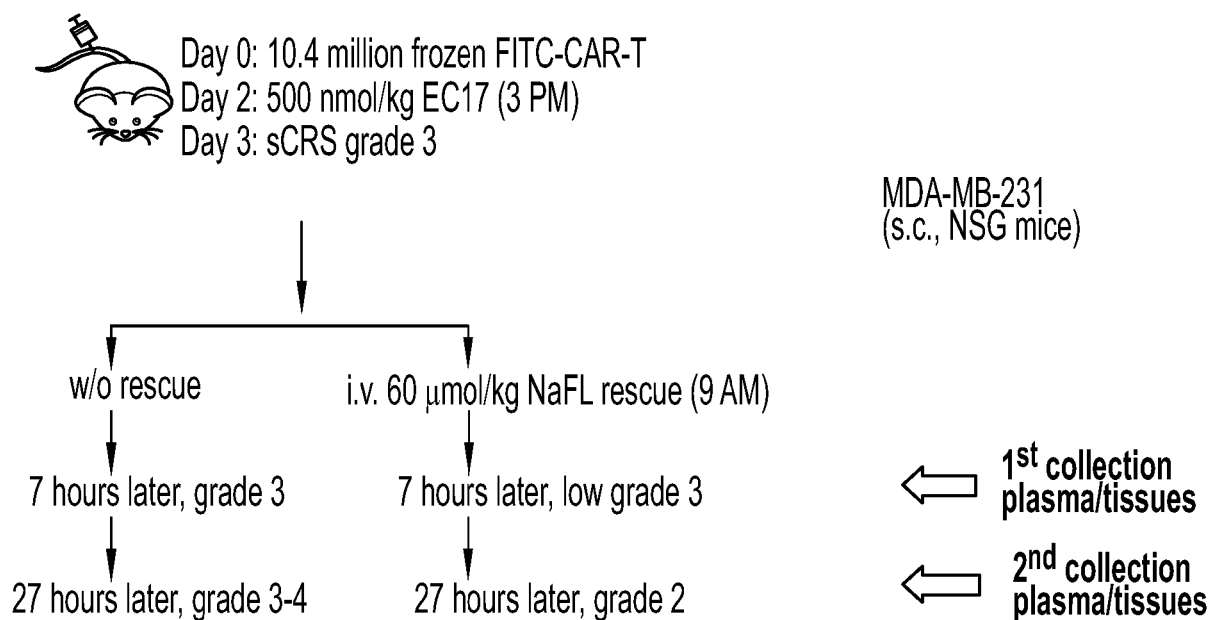 Day 0: 10.4 million frozen FITC-CAR-T
Day 2: 500 nmol/kg EC17 (3 PM)
Day 3: sCRS grade 3
MDA-MB-231
(s.c., NSG mice)
w/o rescue
i.v. 60 μmol/kg NaFL rescue (9 AM)
7 hours later, grade 3
7 hours later, low grade 3
1st collection
plasma/tissues
27 hours later, grade 3-4
27 hours later, grade 2
2nd collection
plasma/tissues